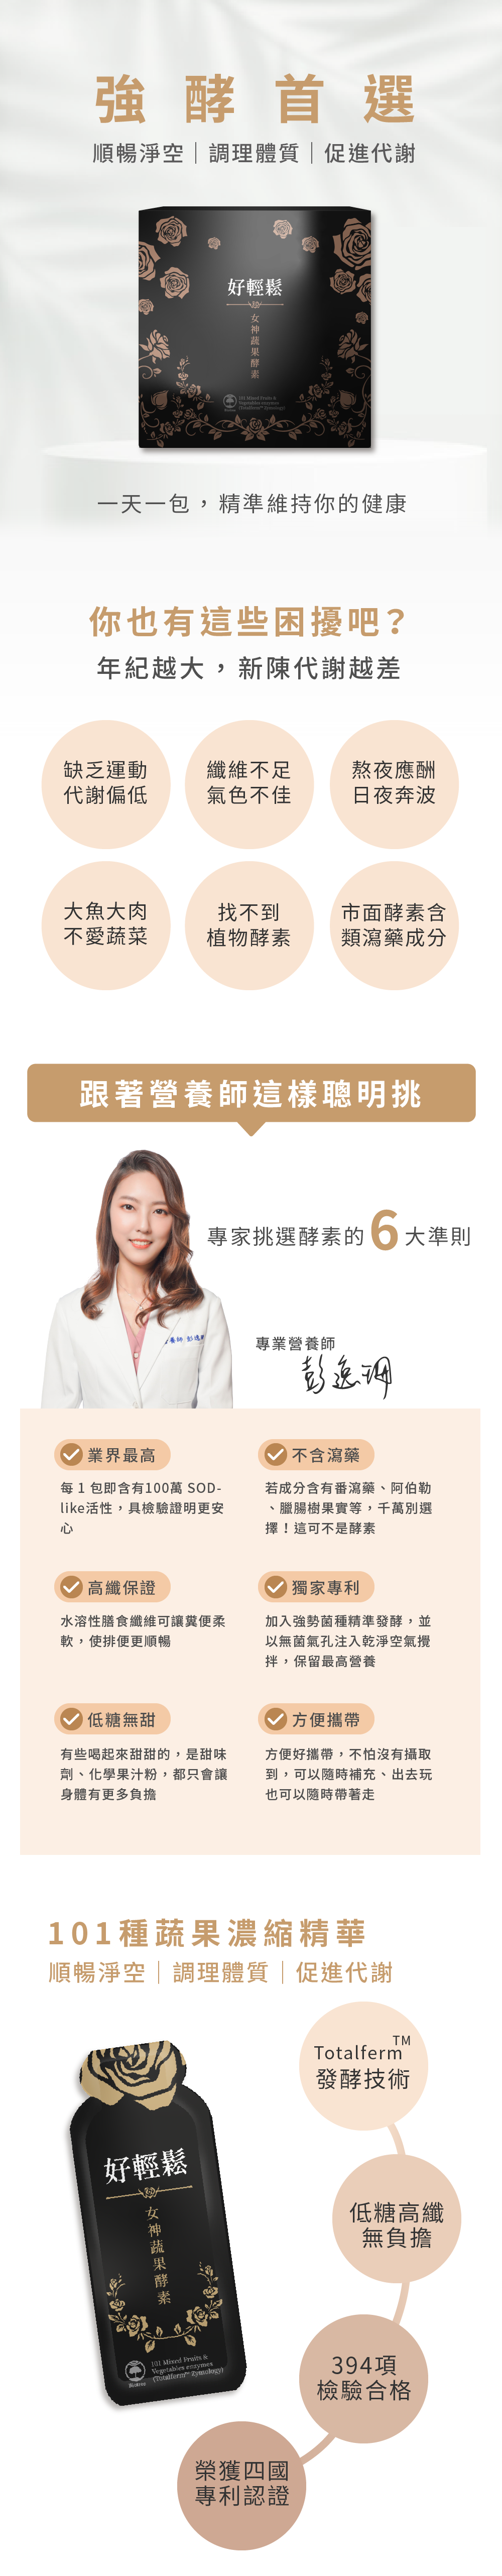 強酵首選
順暢淨空｜調理體質｜促進代謝
好輕鬆
女神蔬果酵素
101 Mixed Fruits &
Vegetables enzymes
(Totalferm™ Zymology)
一天一包，精準維持你的健康
你也有這些困擾吧？
年紀越大，新陳代謝越差
缺乏運動
代謝偏低
纖維不足
氣色不佳
熬夜應酬
日夜奔波
大魚大肉
不愛蔬菜
找不到
植物酵素
市面酵素含
類瀉藥成分
跟著營養師這樣聰明挑
專家挑選酵素的6大準則
專業營養師
彭逸珊
業界最高
每 1 包即含有100萬 SOD-
like活性，具檢驗證明更安
心
不含瀉藥
若成分含有番瀉藥、阿伯勒
、臘腸樹果實等，千萬別選
擇！這可不是酵素
高纖保證
水溶性膳食纖維可讓糞便柔
軟，使排便更順暢
獨家專利
加入強勢菌種精準發酵，並
以無菌氣孔注入乾淨空氣攪
拌，保留最高營養
低糖無甜
有些喝起來甜甜的，是甜味
劑、化學果汁粉，都只會讓
身體有更多負擔
方便攜帶
方便好攜帶，不怕沒有攝取
到，可以隨時補充、出去玩
也可以隨時帶著走
101種蔬果濃縮精華
順暢淨空｜調理體質｜促進代謝
Totalferm™
發酵技術
好輕鬆
女神蔬果酵素
101 Mixed Fruits &
Vegetables enzymes
(Totalferm™ Zymology)
低糖高纖
無負擔
394項
檢驗合格
榮獲四國
專利認證